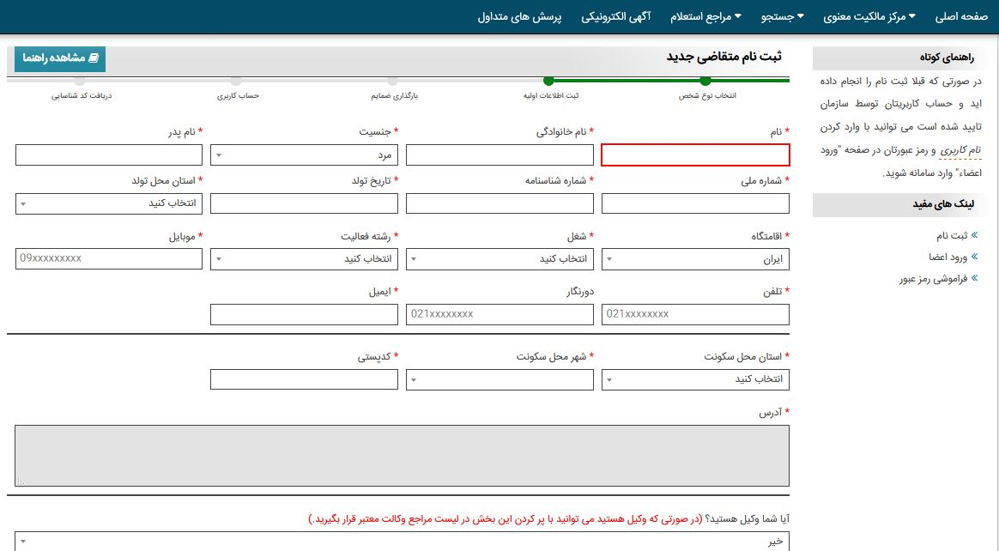 صفحه اصلی
مرکز مالکیت معنوی
جستجو
مراجع استعلام
آگهی الکترونیکی
پرسش های متداول
راهنمای کوتاه
در صورتی که قبلا ثبت نام را انجام داده
اید و حساب کاربریتان توسط سازمان
تایید شده است می توانید با وارد کردن
نام کاربری و رمز عبورتان در صفحه "ورود
اعضاء" وارد سامانه شوید.
لینک های مفید
» ثبت نام
» ورود اعضا
» فراموشی رمز عبور
ثبت نام متقاضی جدید
مشاهده راهنما
انتخاب نوع شخص
ثبت اطلاعات اولیه
بارگذاری ضمایم
حساب کاربری
دریافت کد شناسایی
* نام
* نام خانوادگی
* جنسیت
* نام پدر
مرد
* شماره ملی
* شماره شناسنامه
* تاریخ تولد
* استان محل تولد
انتخاب کنید
* اقامتگاه
* شغل
* رشته فعالیت
* موبایل
ایران
انتخاب کنید
انتخاب کنید
09xxxxxxxxx
* تلفن
دورنگار
* ایمیل
021xxxxxxxx
021xxxxxxxx
* استان محل سکونت
* شهر محل سکونت
* کدپستی
انتخاب کنید
* آدرس
آیا شما وکیل هستید؟ (در صورتی که وکیل هستید می توانید با پر کردن این بخش در لیست مراجع وکالت معتبر قرار بگیرید.)
خیر